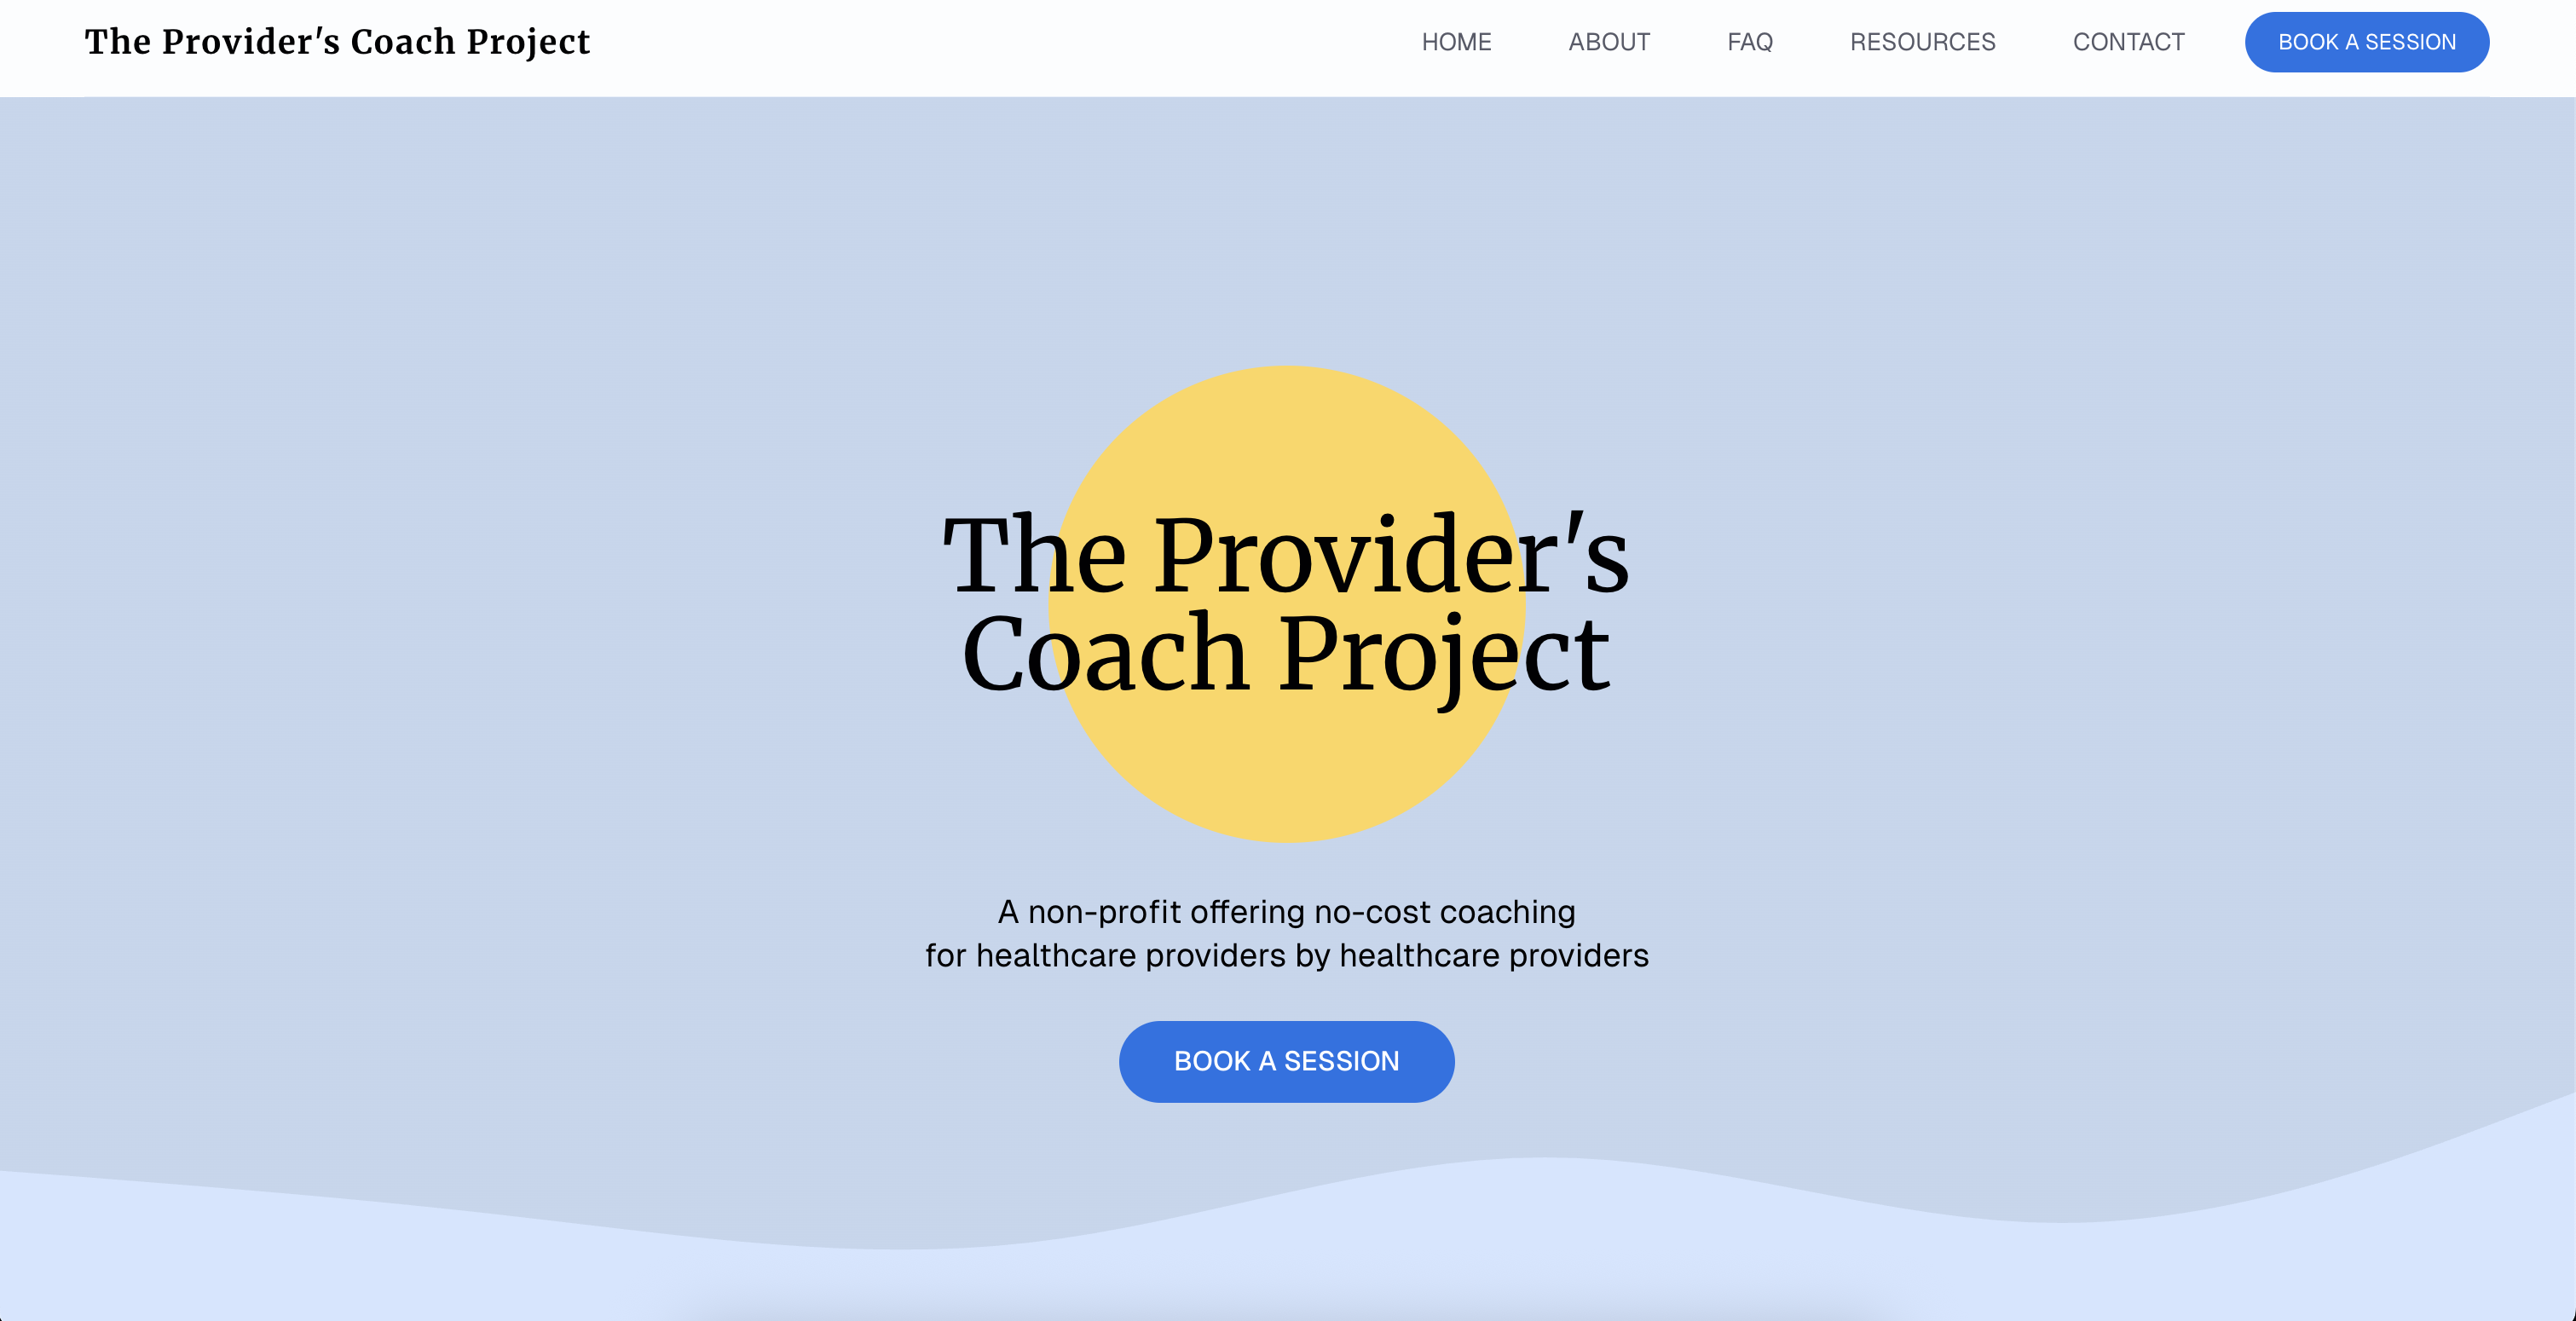 The Provider's Coach Project
HOME
ABOUT
FAQ
RESOURCES
CONTACT
BOOK A SESSION
The Provider's
Coach Project
A non-profit offering no-cost coaching
for healthcare providers by healthcare providers
BOOK A SESSION